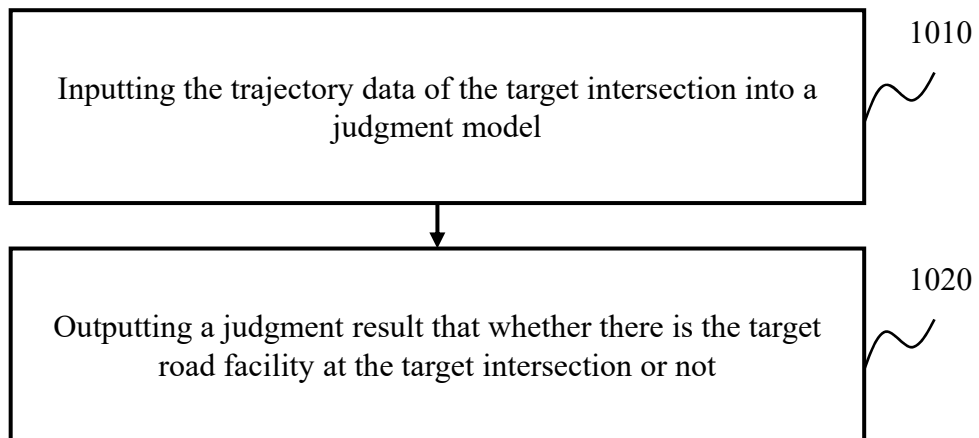 1010
Inputting the trajectory data of the target intersection into a
judgment model
1020
Outputting a judgment result that whether there is the target
road facility at the target intersection or not